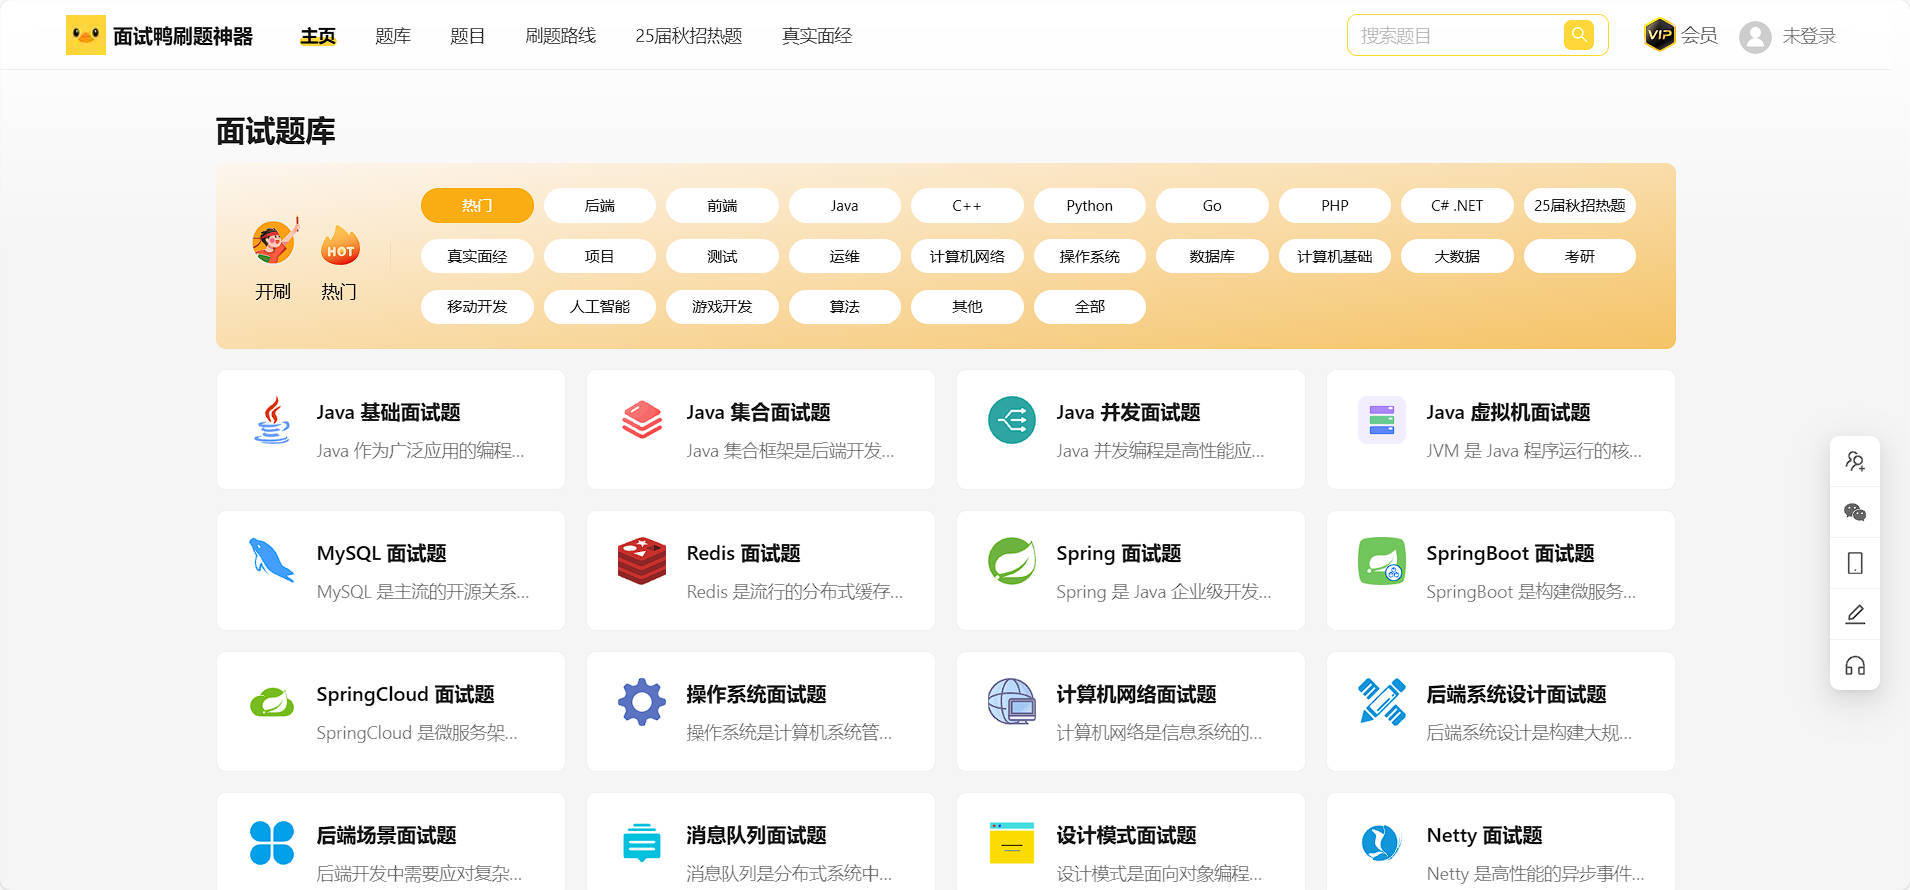 面试鸭刷题神器 主页 题库 题目 刷题路线 25届秋招热题 真实面经 搜索题目 VIP 会员 未登录
面试题库
热门 后端 前端 Java C++ Python Go PHP C# .NET 25届秋招热题
HOT
真实面经 项目 测试 运维 计算机网络 操作系统 数据库 计算机基础 大数据 考研
开刷 热门
移动开发 人工智能 游戏开发 算法 其他 全部
Java 基础面试题 Java 集合面试题 Java 并发面试题 Java 虚拟机面试题
Java 作为广泛应用的编程... Java 集合框架是后端开发... Java 并发编程是高性能应... JVM 是 Java 程序运行的核...
MySQL 面试题 Redis 面试题 Spring 面试题 SpringBoot 面试题
MySQL 是主流的开源关系... Redis 是流行的分布式缓存... Spring 是 Java 企业级开发... SpringBoot 是构建微服务...
SpringCloud 面试题 操作系统面试题 计算机网络面试题 后端系统设计面试题
SpringCloud 是微服务架... 操作系统是计算机系统管... 计算机网络是信息系统的... 后端系统设计是构建大规...
后端场景面试题 消息队列面试题 设计模式面试题 Netty 面试题
后端开发中需要应对复杂... 消息队列是分布式系统中... 设计模式是面向对象编程... Netty 是高性能的异步事件...